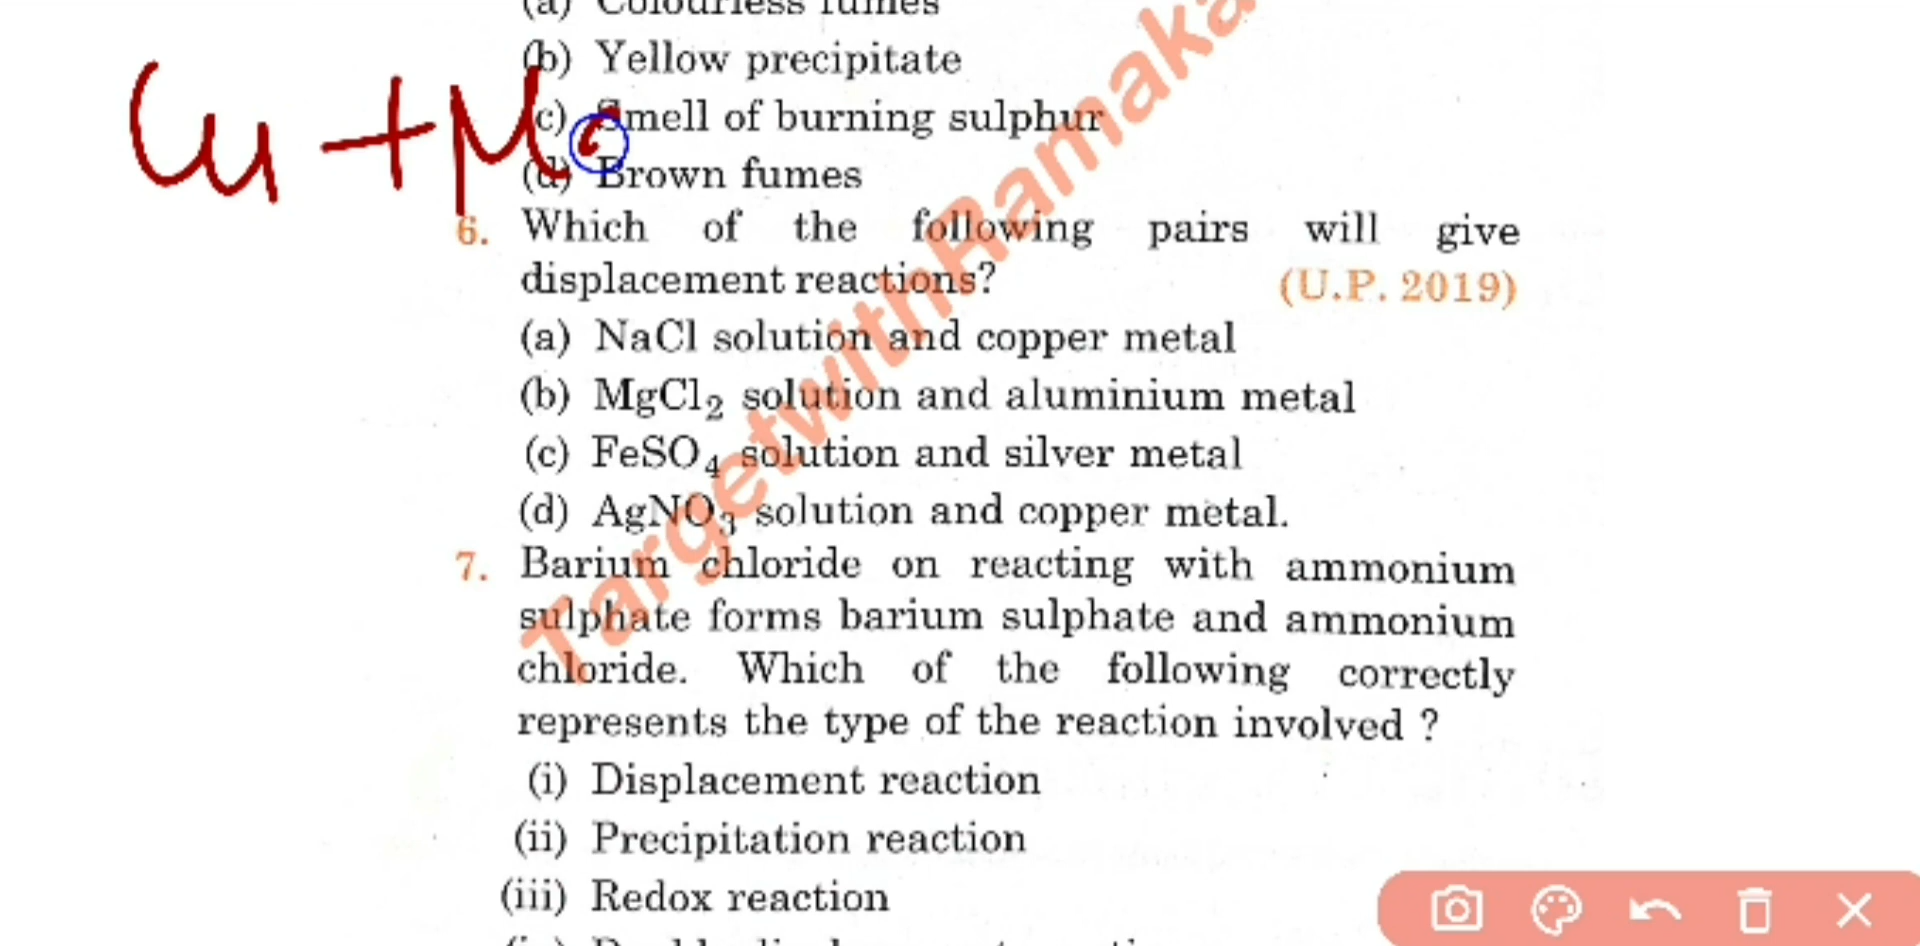 (a) Colourless fumes
(b) Yellow precipitate
Cu + M
(c) Smell of burning sulphur
(d) Brown fumes
6. Which of the following pairs will give
displacement reactions? (U.P. 2019)
(a) NaCl solution and copper metal
(b) MgCl₂ solution and aluminium metal
(c) FeSO₄ solution and silver metal
(d) AgNO₃ solution and copper metal.
7. Barium chloride on reacting with ammonium
sulphate forms barium sulphate and ammonium
chloride. Which of the following correctly
represents the type of the reaction involved ?
(i) Displacement reaction
(ii) Precipitation reaction
(iii) Redox reaction
TargetwithRamaka